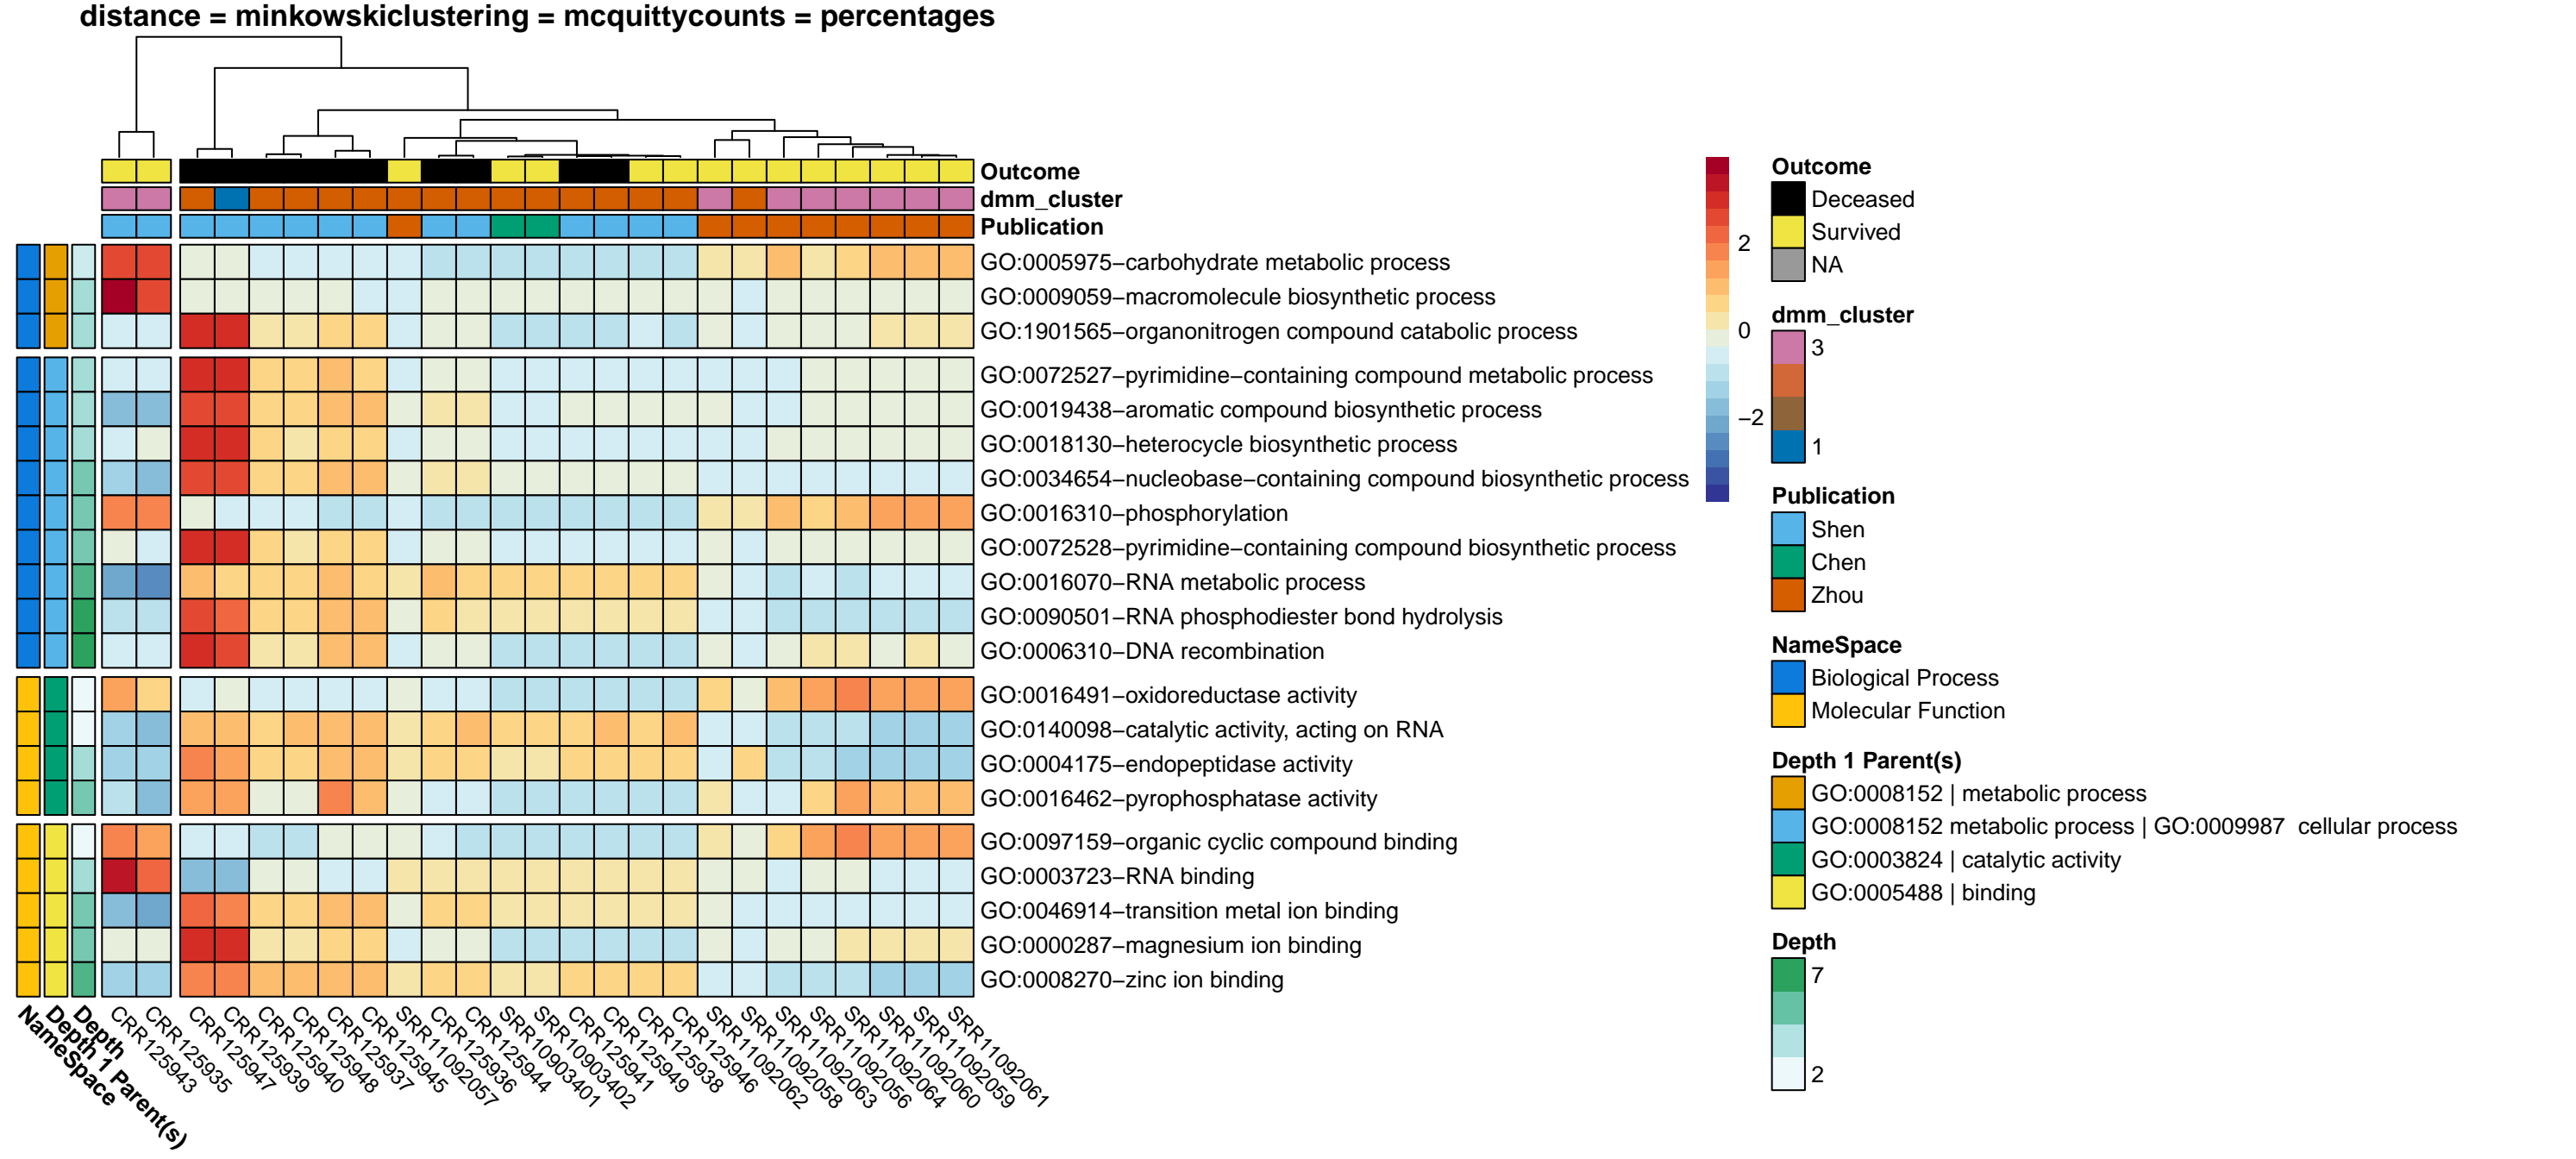 distance = minkowskiclustering = mcquittycounts = percentages
Outcome
dmm_cluster
Publication
GO:0005975−carbohydrate metabolic process
GO:0009059−macromolecule biosynthetic process
GO:1901565−organonitrogen compound catabolic process
GO:0072527−pyrimidine−containing compound metabolic process
GO:0019438−aromatic compound biosynthetic process
GO:0018130−heterocycle biosynthetic process
GO:0034654−nucleobase−containing compound biosynthetic process
GO:0016310−phosphorylation
GO:0072528−pyrimidine−containing compound biosynthetic process
GO:0016070−RNA metabolic process
GO:0090501−RNA phosphodiester bond hydrolysis
GO:0006310−DNA recombination
GO:0016491−oxidoreductase activity
GO:0140098−catalytic activity, acting on RNA
GO:0004175−endopeptidase activity
GO:0016462−pyrophosphatase activity
GO:0097159−organic cyclic compound binding
GO:0003723−RNA binding
GO:0046914−transition metal ion binding
GO:0000287−magnesium ion binding
GO:0008270−zinc ion binding
NameSpace
Depth 1 Parent(s)
Depth
CRR125943
CRR125935
CRR125947
CRR125939
CRR125940
CRR125948
CRR125937
CRR125945
SRR11092057
CRR125936
CRR125944
SRR10903401
SRR10903402
CRR125941
CRR125949
CRR125938
CRR125946
SRR11092062
SRR11092058
SRR11092063
SRR11092056
SRR11092064
SRR11092060
SRR11092059
SRR11092061
2
0
−2
Outcome
Deceased
Survived
NA
dmm_cluster
3
1
Publication
Shen
Chen
Zhou
NameSpace
Biological Process
Molecular Function
Depth 1 Parent(s)
GO:0008152 | metabolic process
GO:0008152 metabolic process | GO:0009987  cellular process
GO:0003824 | catalytic activity
GO:0005488 | binding
Depth
7
2